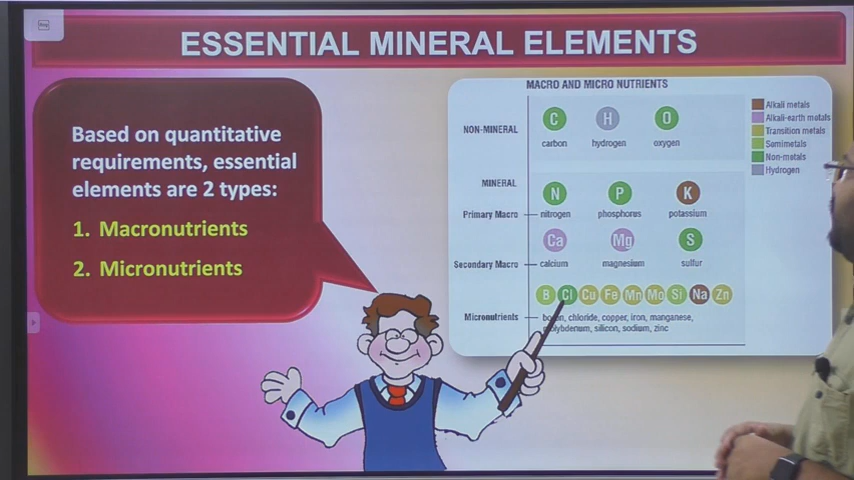 ESSENTIAL MINERAL ELEMENTS
Based on quantitative
requirements, essential
elements are 2 types:
1. Macronutrients
2. Micronutrients
MACRO AND MICRO NUTRIENTS
NON-MINERAL
C H O
carbon hydrogen oxygen
MINERAL
N P K
Primary Macro
nitrogen phosphorus potassium
Ca Mg S
Secondary Macro
calcium magnesium sulfur
B Cl Cu Fe Mn Mo Si Na Zn
Micronutrients
boron, chloride, copper, iron, manganese,
molybdenum, silicon, sodium, zinc
Alkali metals
Alkali-earth metals
Transition metals
Semimetals
Non-metals
Hydrogen